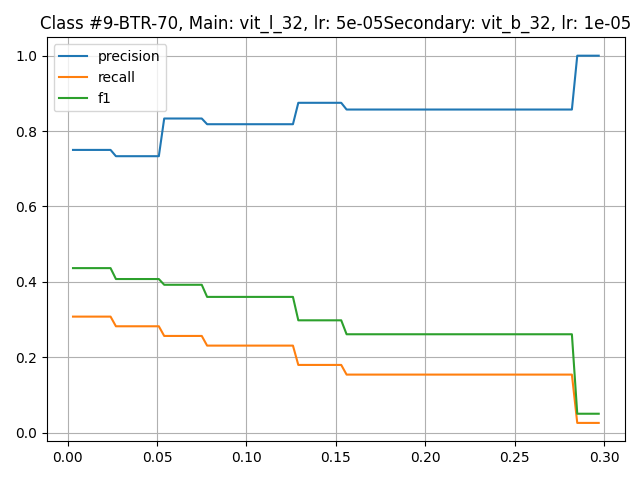 Class #9-BTR-70, Main: vit_l_32, lr: 5e-05Secondary: vit_b_32, lr: 1e-05
precision
recall
f1
1.0
0.8
0.6
0.4
0.2
0.0
0.00 0.05 0.10 0.15 0.20 0.25 0.30